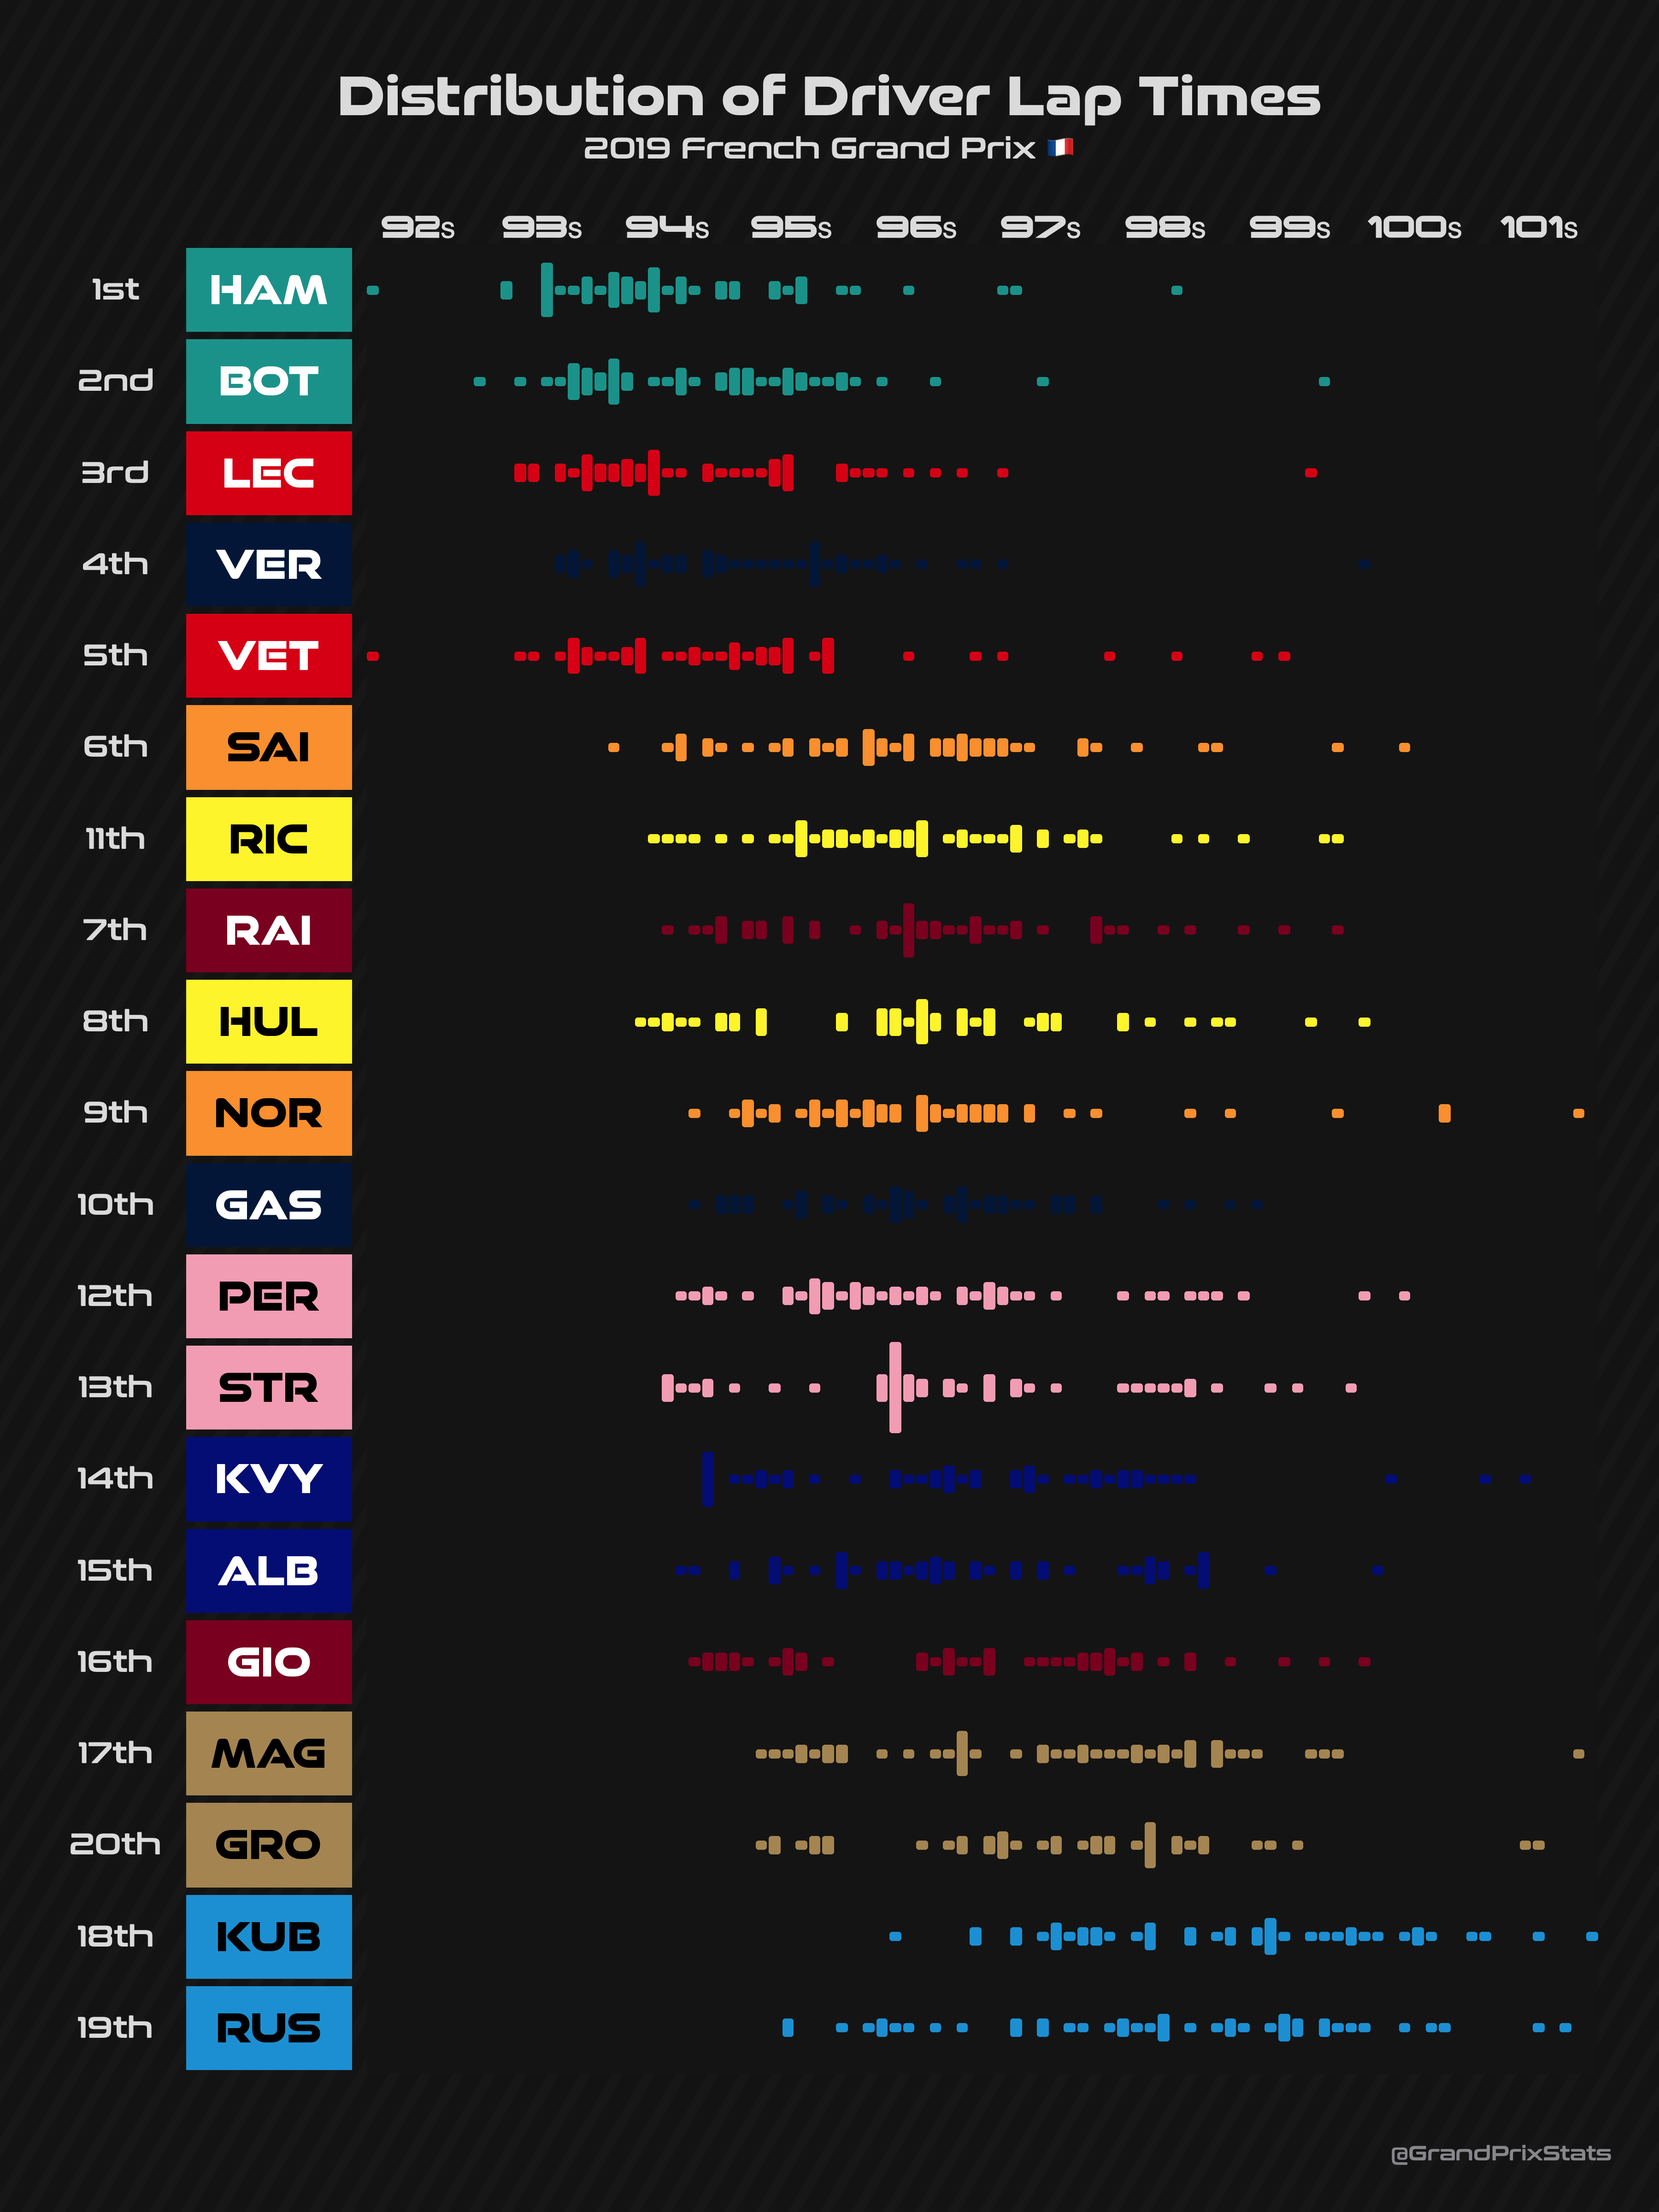 Distribution of Driver Lap Times
2019 French Grand Prix 🇫🇷
92s 93s 94s 95s 96s 97s 98s 99s 100s 101s
1st HAM
2nd BOT
3rd LEC
4th VER
5th VET
6th SAI
11th RIC
7th RAI
8th HUL
9th NOR
10th GAS
12th PER
13th STR
14th KVY
15th ALB
16th GIO
17th MAG
20th GRO
18th KUB
19th RUS
@GrandPrixStats